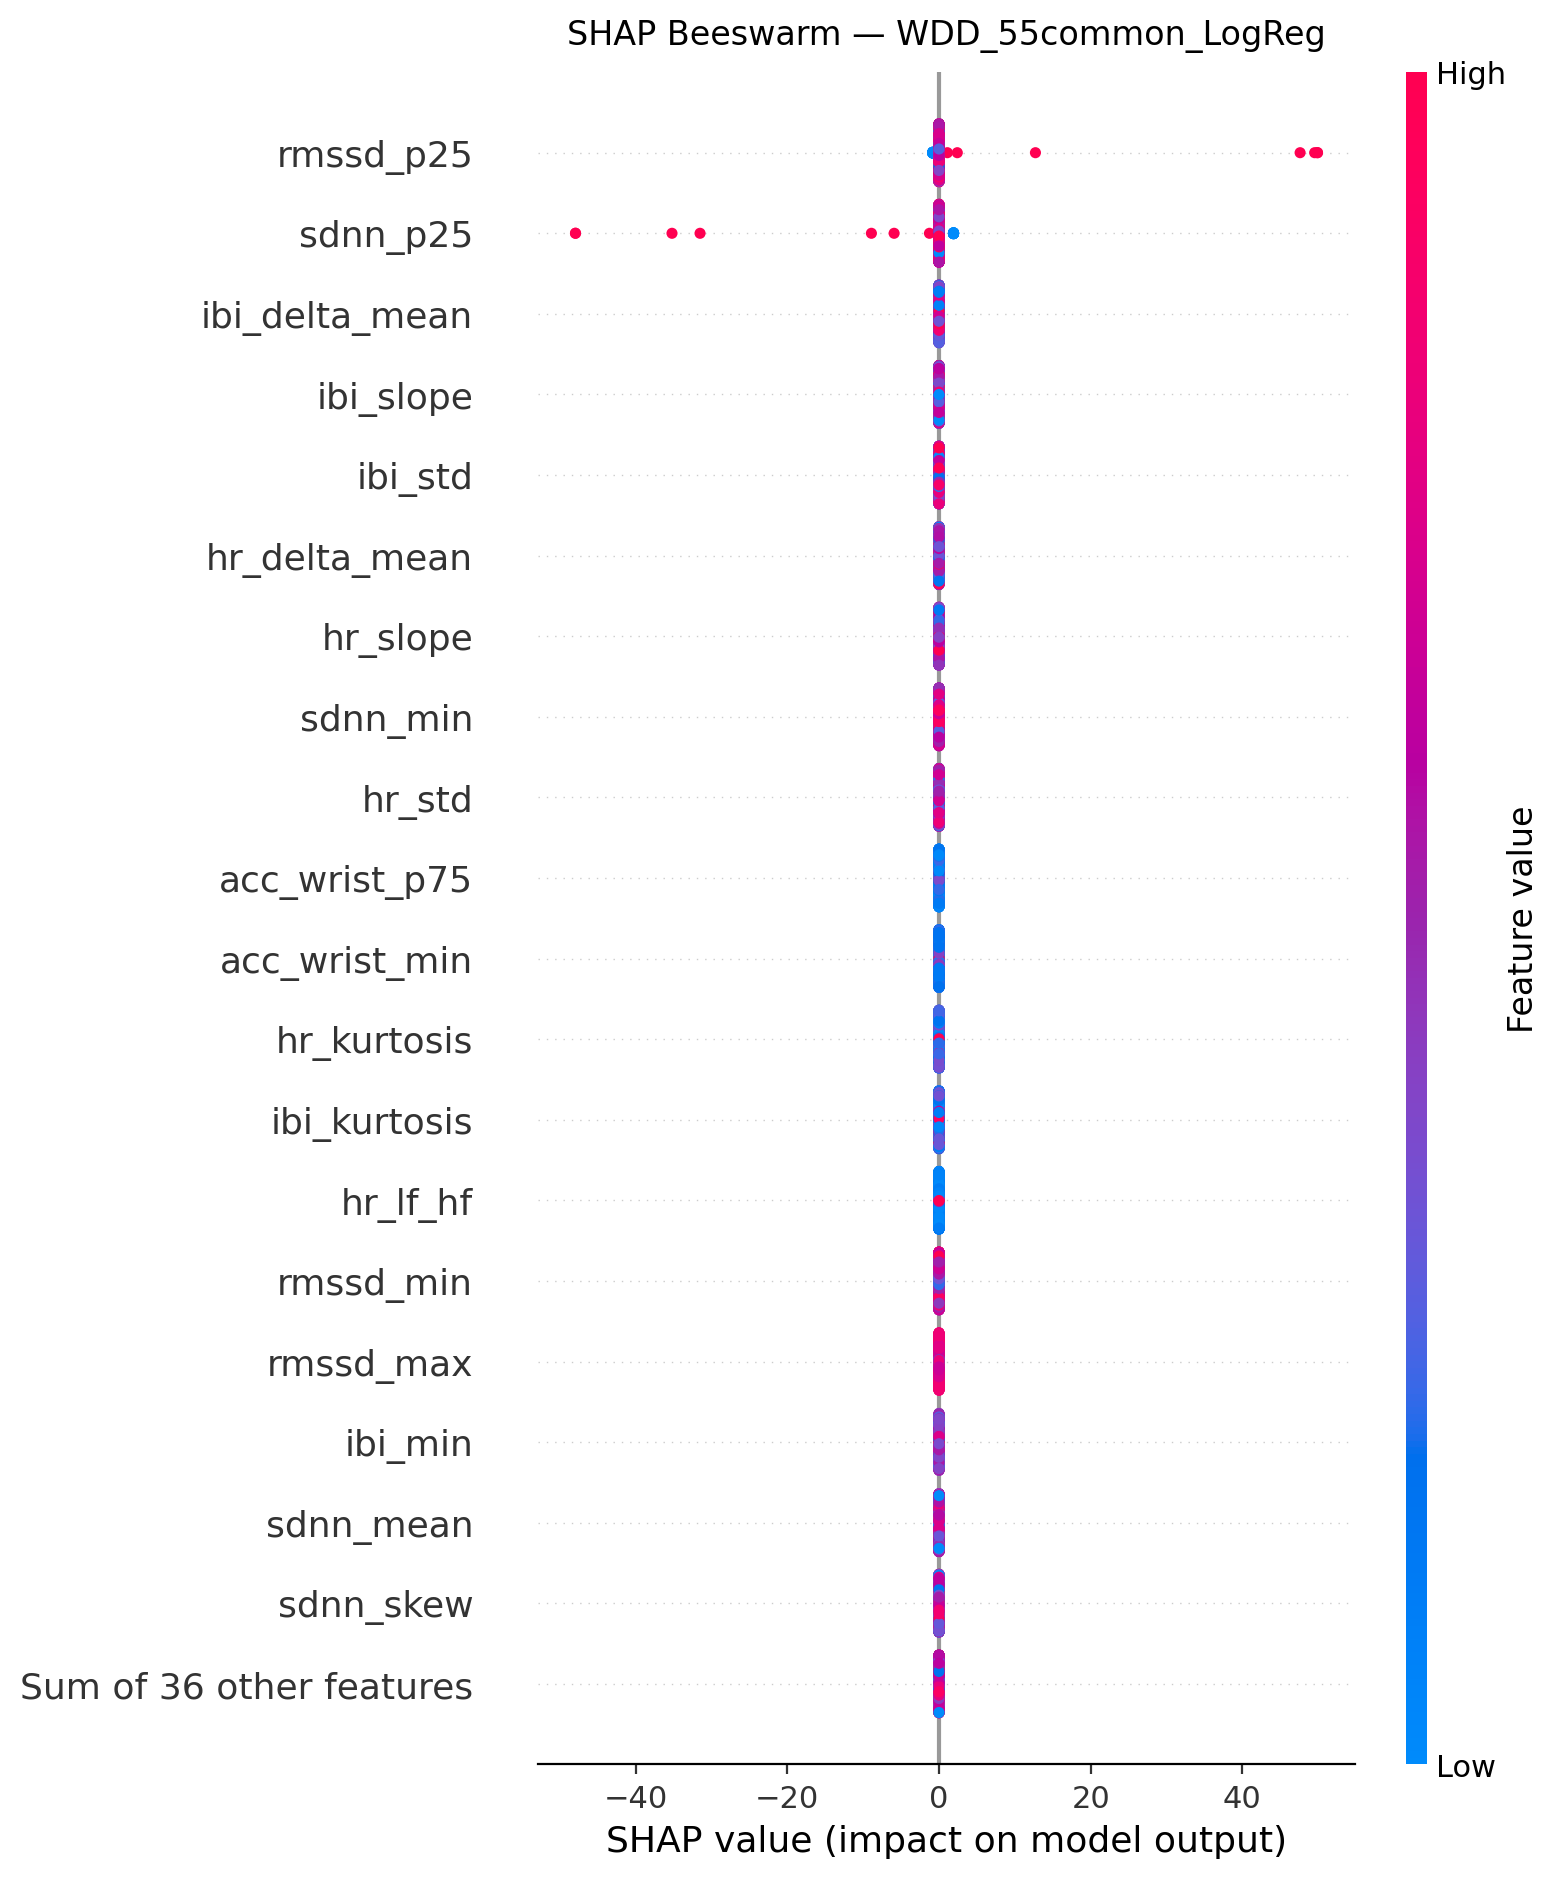 SHAP Beeswarm — WDD_55common_LogReg
High
rmssd_p25
sdnn_p25
ibi_delta_mean
ibi_slope
ibi_std
hr_delta_mean
hr_slope
sdnn_min
hr_std
acc_wrist_p75
acc_wrist_min
hr_kurtosis
ibi_kurtosis
hr_lf_hf
rmssd_min
rmssd_max
ibi_min
sdnn_mean
sdnn_skew
Sum of 36 other features
Feature value
Low
−40 −20 0 20 40
SHAP value (impact on model output)